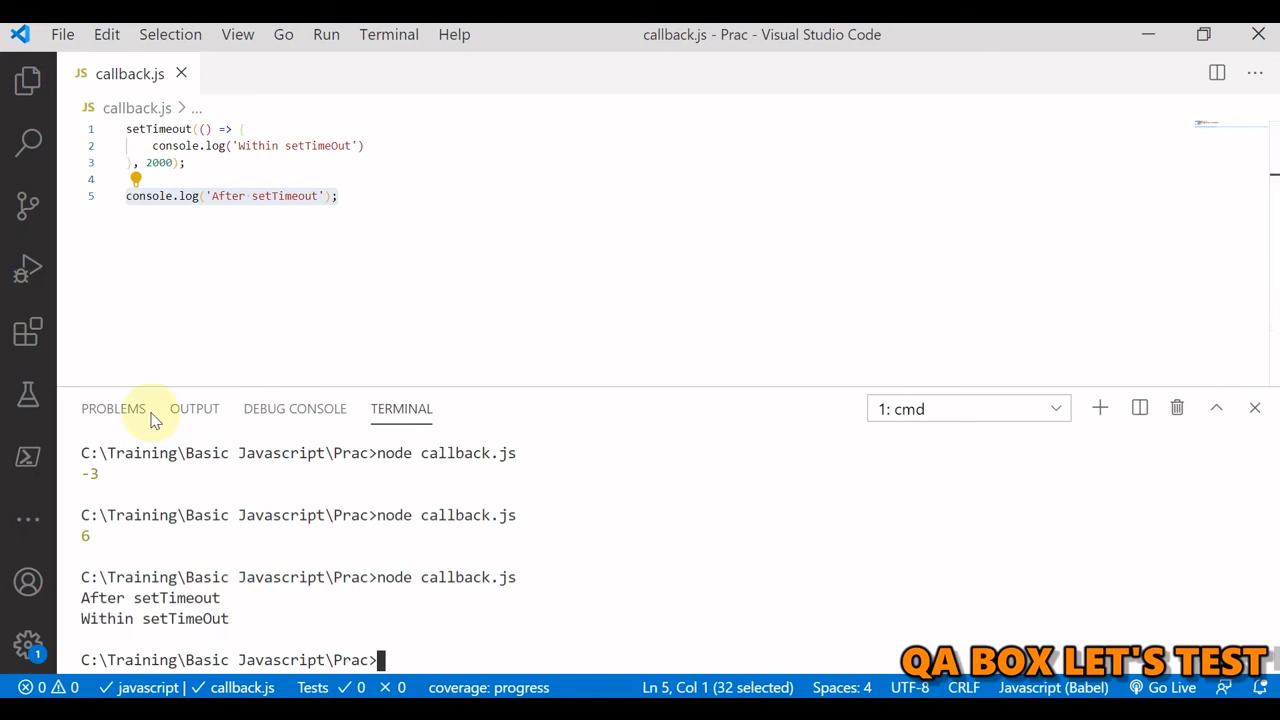 File Edit Selection View Go Run Terminal Help callback.js - Prac - Visual Studio Code
JS callback.js
JS callback.js > ...
1 setTimeout(() => {
2 console.log('Within setTimeOut')
3 }, 2000);
4
5 console.log('After setTimeout');
PROBLEMS OUTPUT DEBUG CONSOLE TERMINAL 1: cmd
C:\Training\Basic Javascript\Prac>node callback.js
-3
C:\Training\Basic Javascript\Prac>node callback.js
6
C:\Training\Basic Javascript\Prac>node callback.js
After setTimeout
Within setTimeOut
C:\Training\Basic Javascript\Prac>
QA BOX LET'S TEST
1
0 0 javascript | callback.js Tests 0 0 coverage: progress Ln 5, Col 1 (32 selected) Spaces: 4 UTF-8 CRLF Javascript (Babel) Go Live